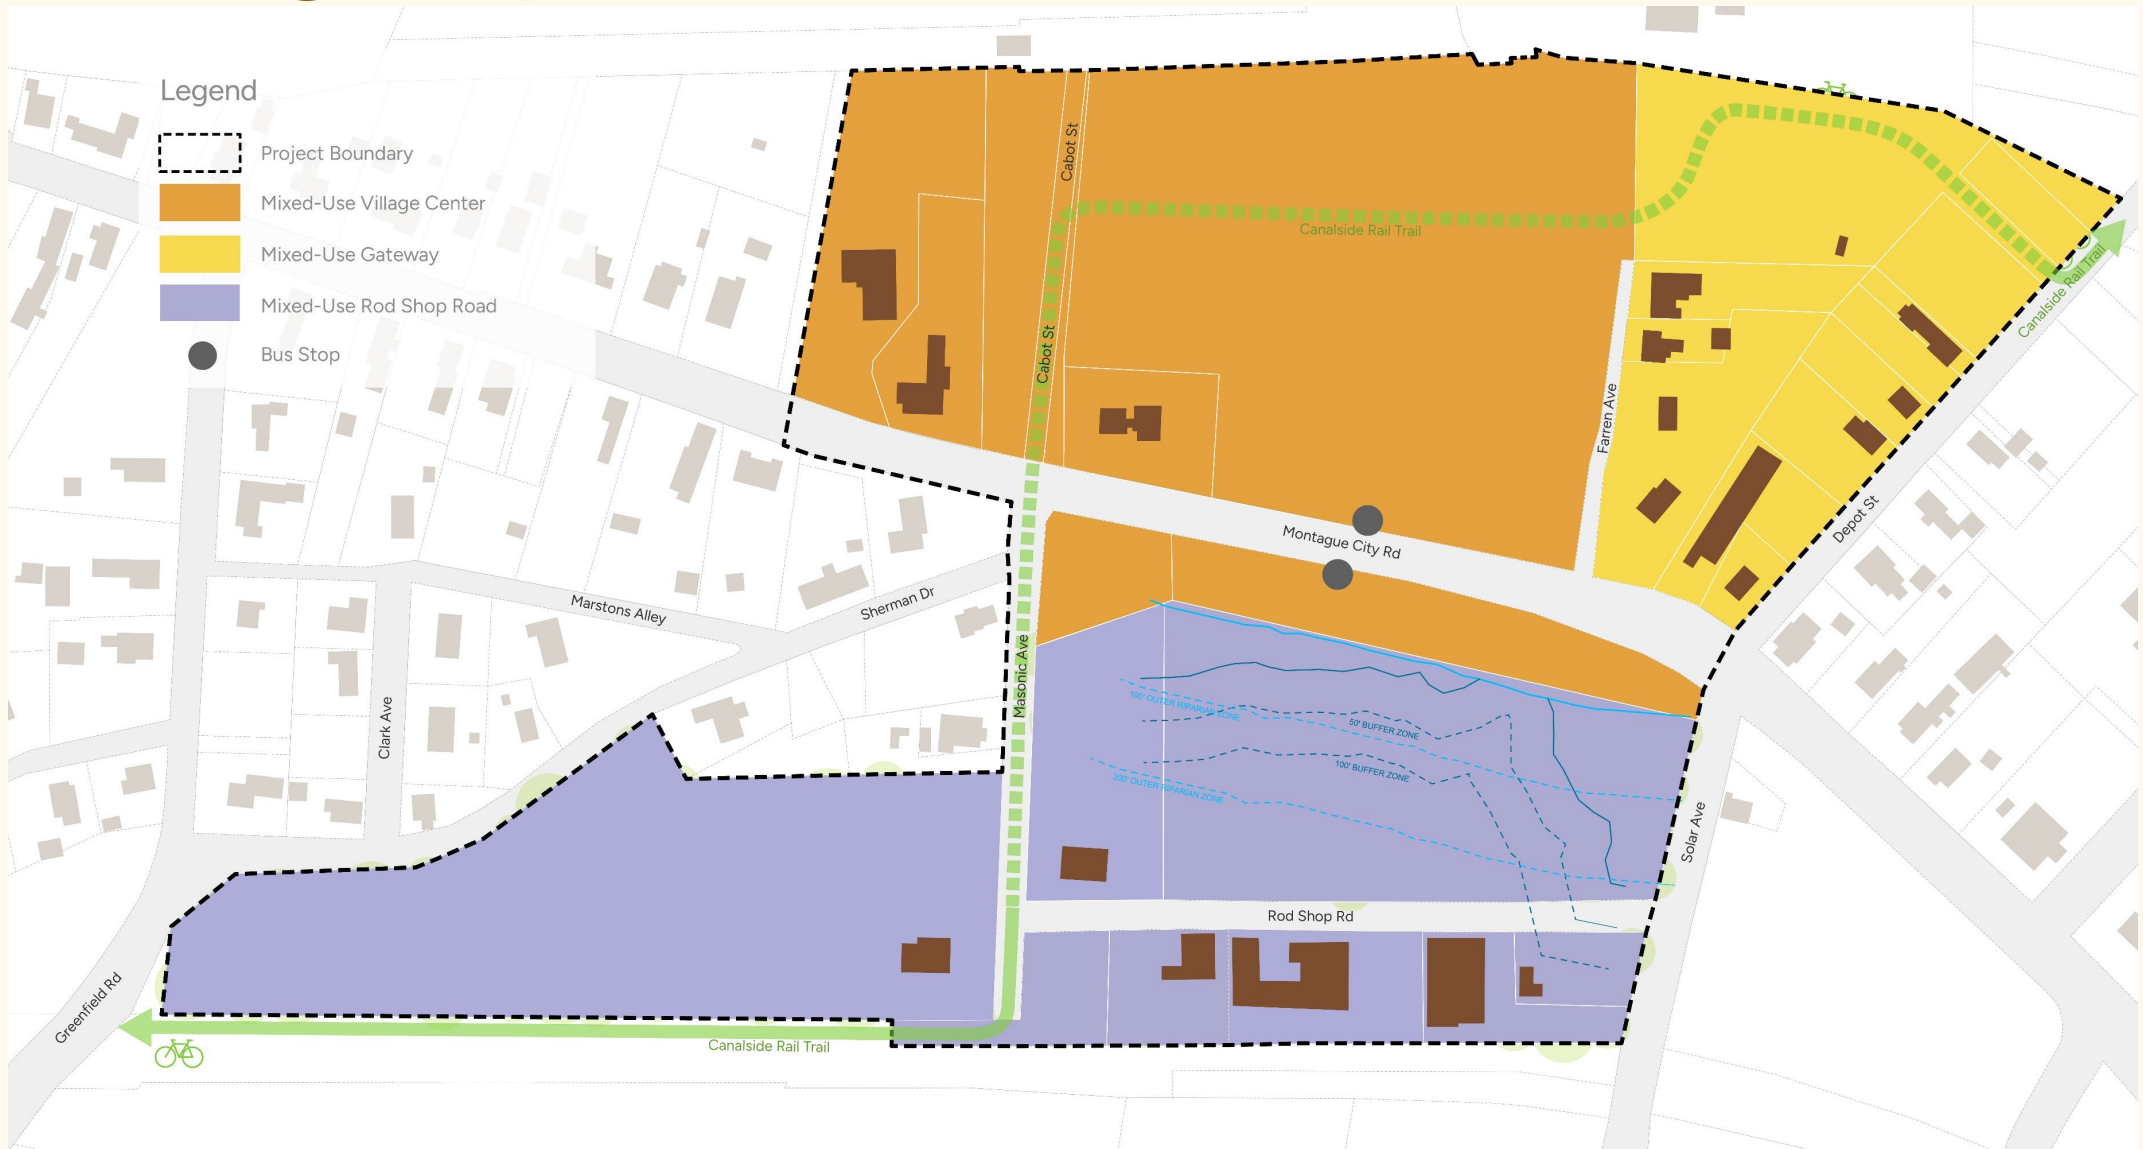 Legend
Project Boundary
Mixed-Use Village Center
Mixed-Use Gateway
Mixed-Use Rod Shop Road
Bus Stop
Cabot St
Canalside Rail Trail
Canalside Rail Trail
Cabot St
Farren Ave
Depot St
Montague City Rd
Marstons Alley
Sherman Dr
Masonic Ave
Clark Ave
100' OUTER RIPARIAN ZONE
50' BUFFER ZONE
100' BUFFER ZONE
200' OUTER RIPARIAN ZONE
Solar Ave
Rod Shop Rd
Greenfield Rd
Canalside Rail Trail